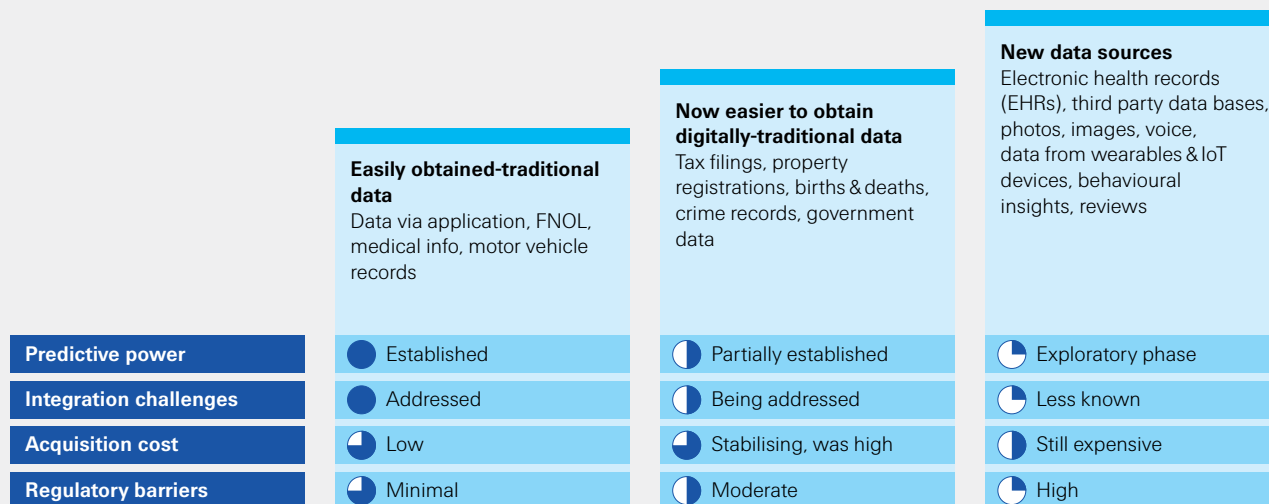 New data sources
Electronic health records
(EHRs), third party data bases,
photos, images, voice,
data from wearables & IoT
devices, behavioural
insights, reviews
Now easier to obtain
digitally-traditional data
Tax filings, property
registrations, births & deaths,
crime records, government
data
Easily obtained-traditional
data
Data via application, FNOL,
medical info, motor vehicle
records
Predictive power
Established
Partially established
Exploratory phase
Integration challenges
Addressed
Being addressed
Less known
Acquisition cost
Low
Stabilising, was high
Still expensive
Regulatory barriers
Minimal
Moderate
High